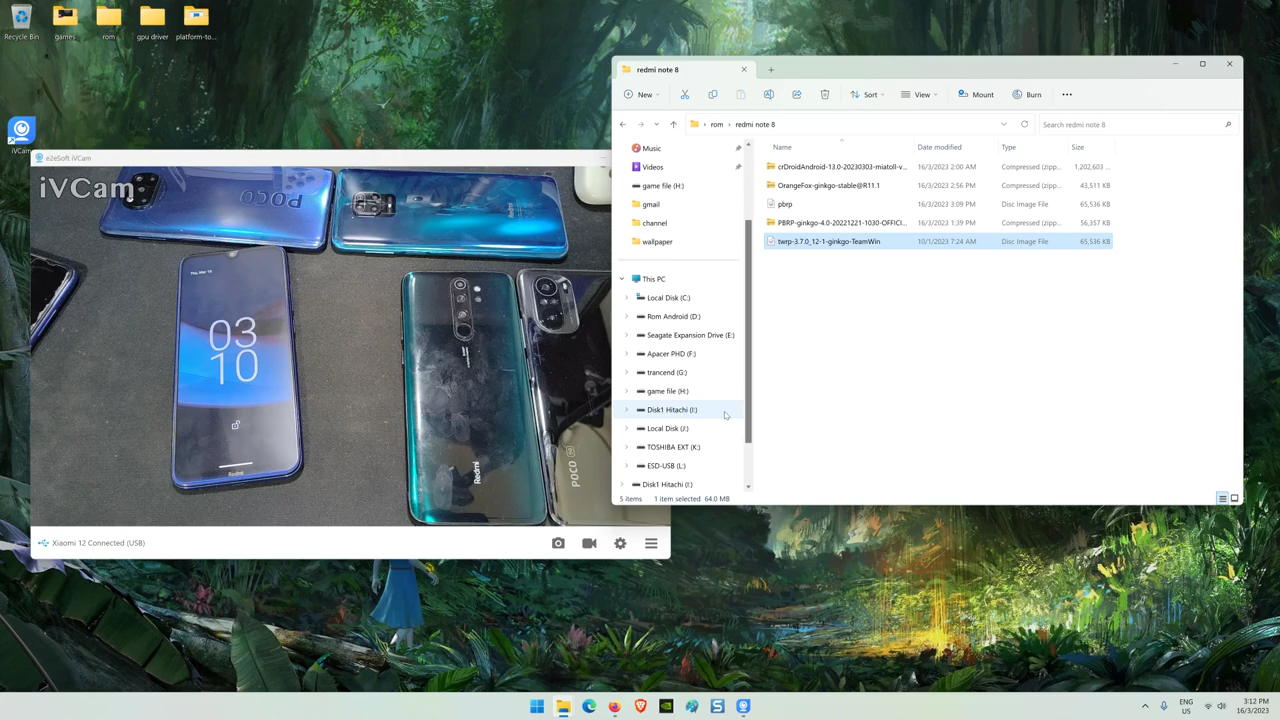 Recycle Bin
games
rom
gpu driver
platform-to...
iVCam
e2eSoft iVCam
iVCam
POCO
Redmi
Thu, Mar 16
03
10
Redmi
Redmi
POCO
Xiaomi 12 Connected (USB)
redmi note 8
New
Sort
View
Mount
Burn
rom
redmi note 8
Search redmi note 8
Music
Videos
game file (H:)
gmail
channel
wallpaper
This PC
Local Disk (C:)
Rom Android (D:)
Seagate Expansion Drive (E:)
Apacer PHD (F:)
trancend (G:)
game file (H:)
Disk1 Hitachi (I:)
Local Disk (J:)
TOSHIBA EXT (K:)
ESD-USB (L:)
Disk1 Hitachi (I:)
Name Date modified Type Size
crDroidAndroid-13.0-20230303-miatoll-v... 16/3/2023 2:00 AM Compressed (zipp... 1,202,603 ...
OrangeFox-ginkgo-stable@R11.1 16/3/2023 2:56 PM Compressed (zipp... 43,511 KB
pbrp 16/3/2023 3:09 PM Disc Image File 65,536 KB
PBRP-ginkgo-4.0-20221221-1030-OFFICI... 16/3/2023 1:39 PM Compressed (zipp... 56,357 KB
twrp-3.7.0_12-1-ginkgo-TeamWin 10/1/2023 7:24 AM Disc Image File 65,536 KB
5 items 1 item selected 64.0 MB
ENG
US
3:12 PM
16/3/2023